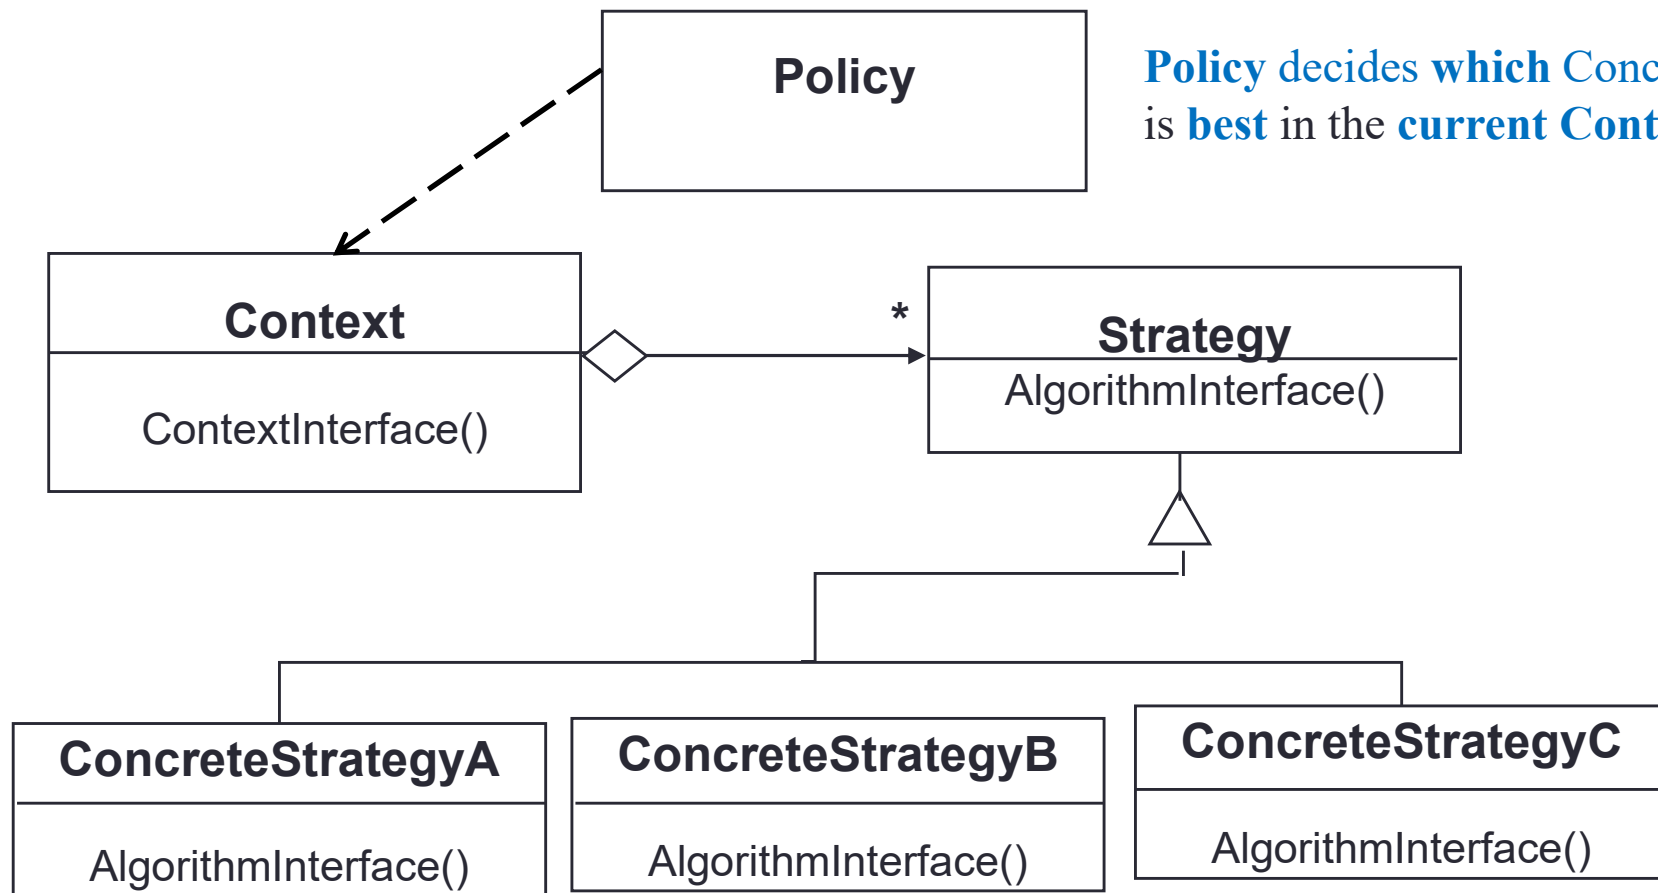 Policy
Policy decides which Conc
is best in the current Cont
Context
ContextInterface()
*
Strategy
AlgorithmInterface()
ConcreteStrategyA
AlgorithmInterface()
ConcreteStrategyB
AlgorithmInterface()
ConcreteStrategyC
AlgorithmInterface()